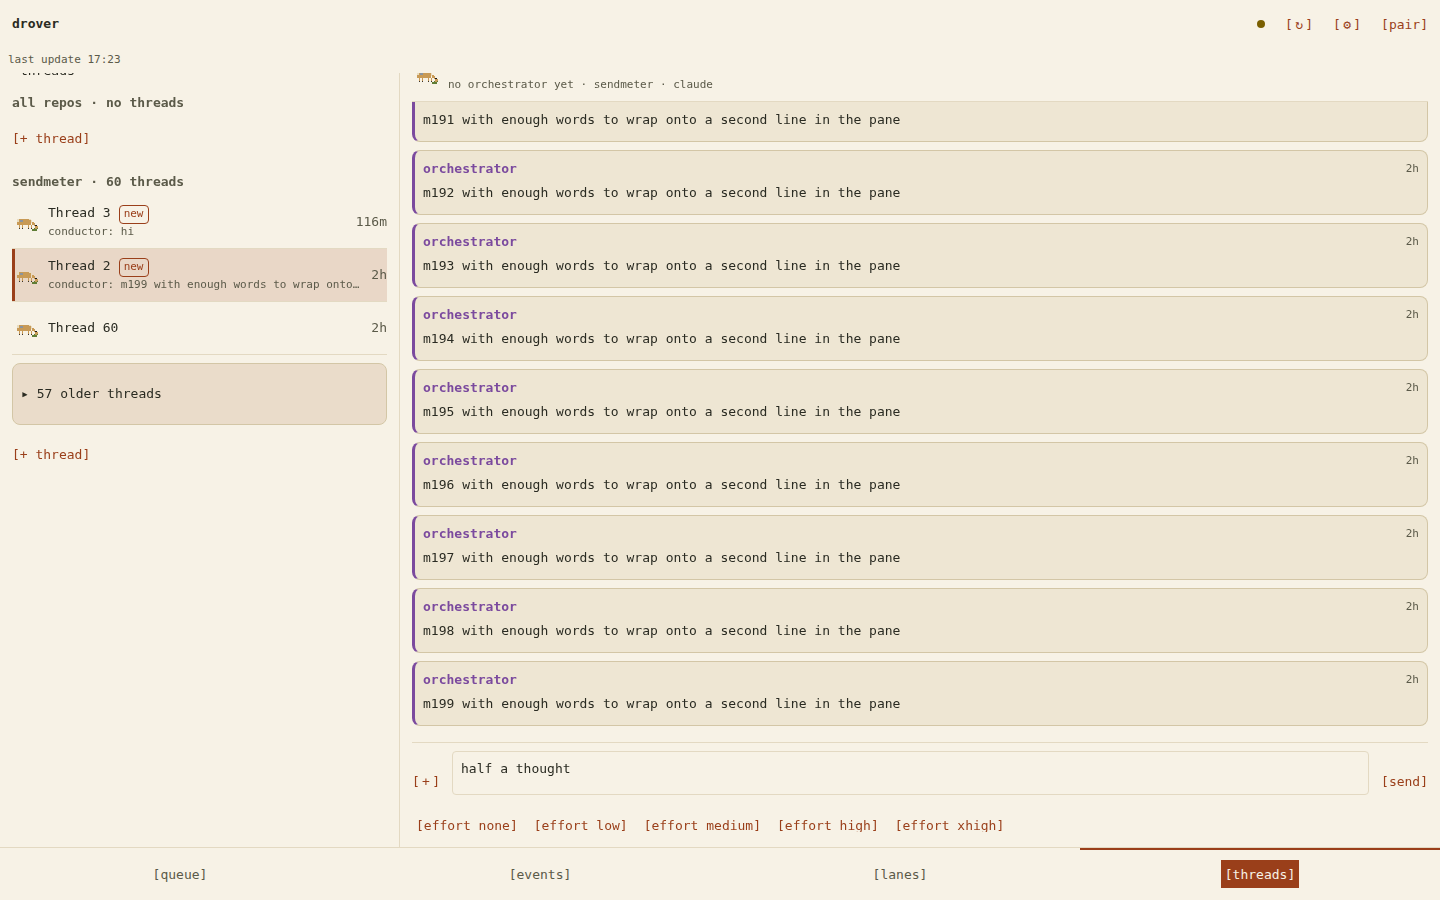 drover
[↻] [⚙] [pair]
last update 17:23
threads
all repos · no threads
[+ thread]
sendmeter · 60 threads
Thread 3 new
116m
conductor: hi
Thread 2 new
2h
conductor: m199 with enough words to wrap onto…
Thread 60
2h
▸ 57 older threads
[+ thread]
no orchestrator yet · sendmeter · claude
m191 with enough words to wrap onto a second line in the pane
orchestrator 2h
m192 with enough words to wrap onto a second line in the pane
orchestrator 2h
m193 with enough words to wrap onto a second line in the pane
orchestrator 2h
m194 with enough words to wrap onto a second line in the pane
orchestrator 2h
m195 with enough words to wrap onto a second line in the pane
orchestrator 2h
m196 with enough words to wrap onto a second line in the pane
orchestrator 2h
m197 with enough words to wrap onto a second line in the pane
orchestrator 2h
m198 with enough words to wrap onto a second line in the pane
orchestrator 2h
m199 with enough words to wrap onto a second line in the pane
[+] half a thought [send]
[effort none] [effort low] [effort medium] [effort high] [effort xhigh]
[queue] [events] [lanes] [threads]